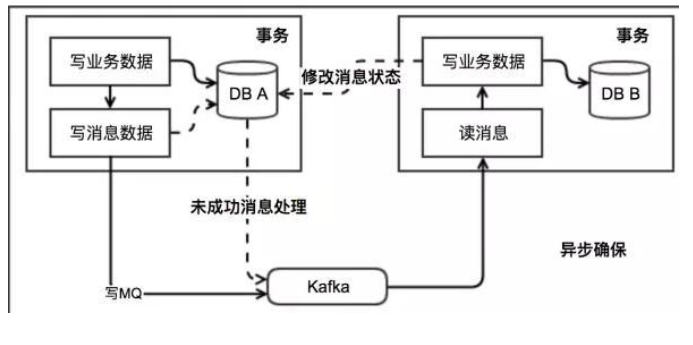 事务
事务
写业务数据
DB A
修改消息状态
写业务数据
DB B
写消息数据
读消息
未成功消息处理
异步确保
写MQ
Kafka